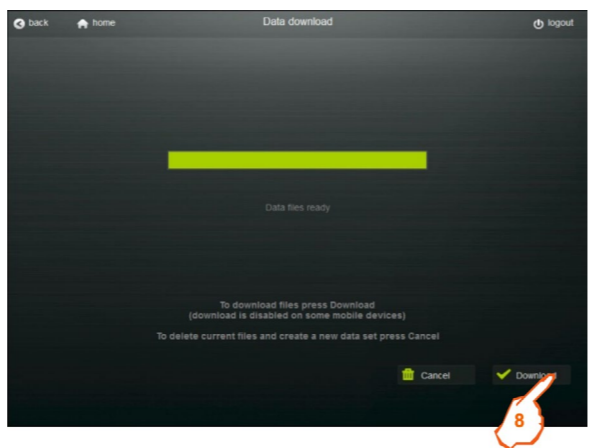 back
home
Data download
logout
Data files ready
To download files press Download
(download is disabled on some mobile devices)
To delete current files and create a new data set press Cancel
Cancel
Download
8